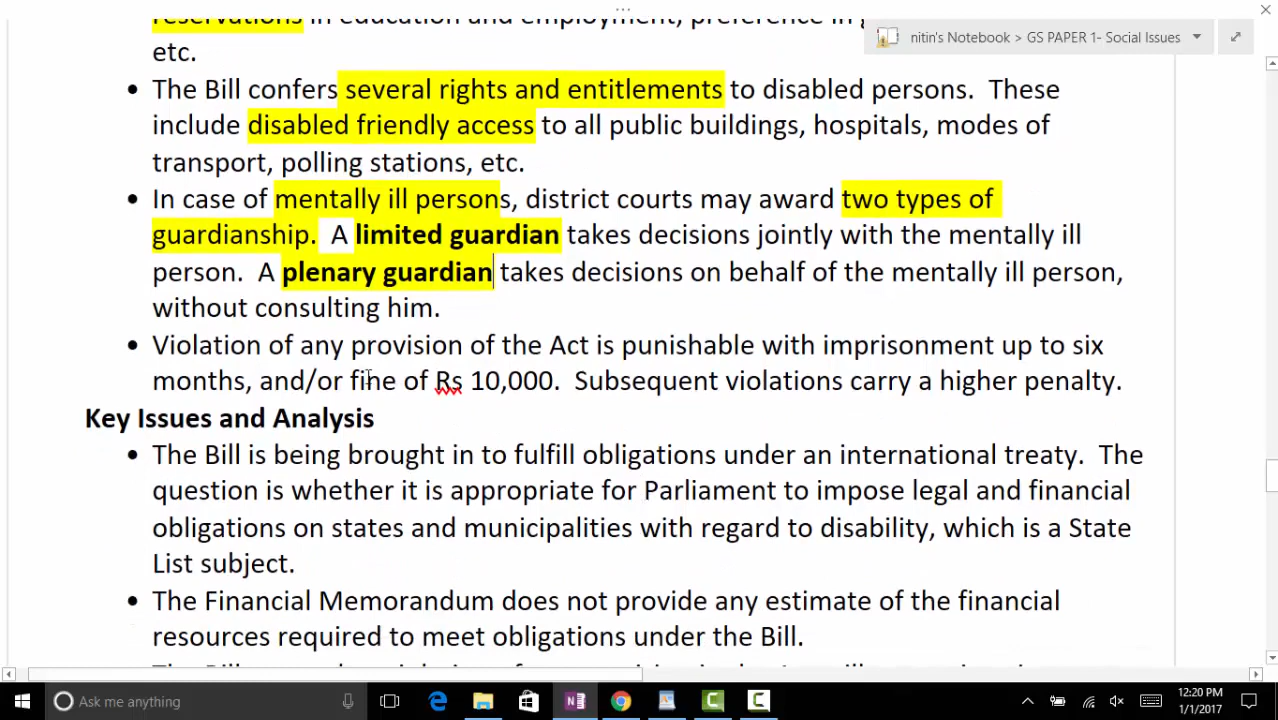 reservations in education and employment, preference in
nitin's Notebook > GS PAPER 1- Social Issues
etc.
• The Bill confers several rights and entitlements to disabled persons. These
include disabled friendly access to all public buildings, hospitals, modes of
transport, polling stations, etc.
• In case of mentally ill persons, district courts may award two types of
guardianship. A limited guardian takes decisions jointly with the mentally ill
person. A plenary guardian takes decisions on behalf of the mentally ill person,
without consulting him.
• Violation of any provision of the Act is punishable with imprisonment up to six
months, and/or fine of Rs 10,000. Subsequent violations carry a higher penalty.
Key Issues and Analysis
• The Bill is being brought in to fulfill obligations under an international treaty. The
question is whether it is appropriate for Parliament to impose legal and financial
obligations on states and municipalities with regard to disability, which is a State
List subject.
• The Financial Memorandum does not provide any estimate of the financial
resources required to meet obligations under the Bill.
Ask me anything
12:20 PM
1/1/2017